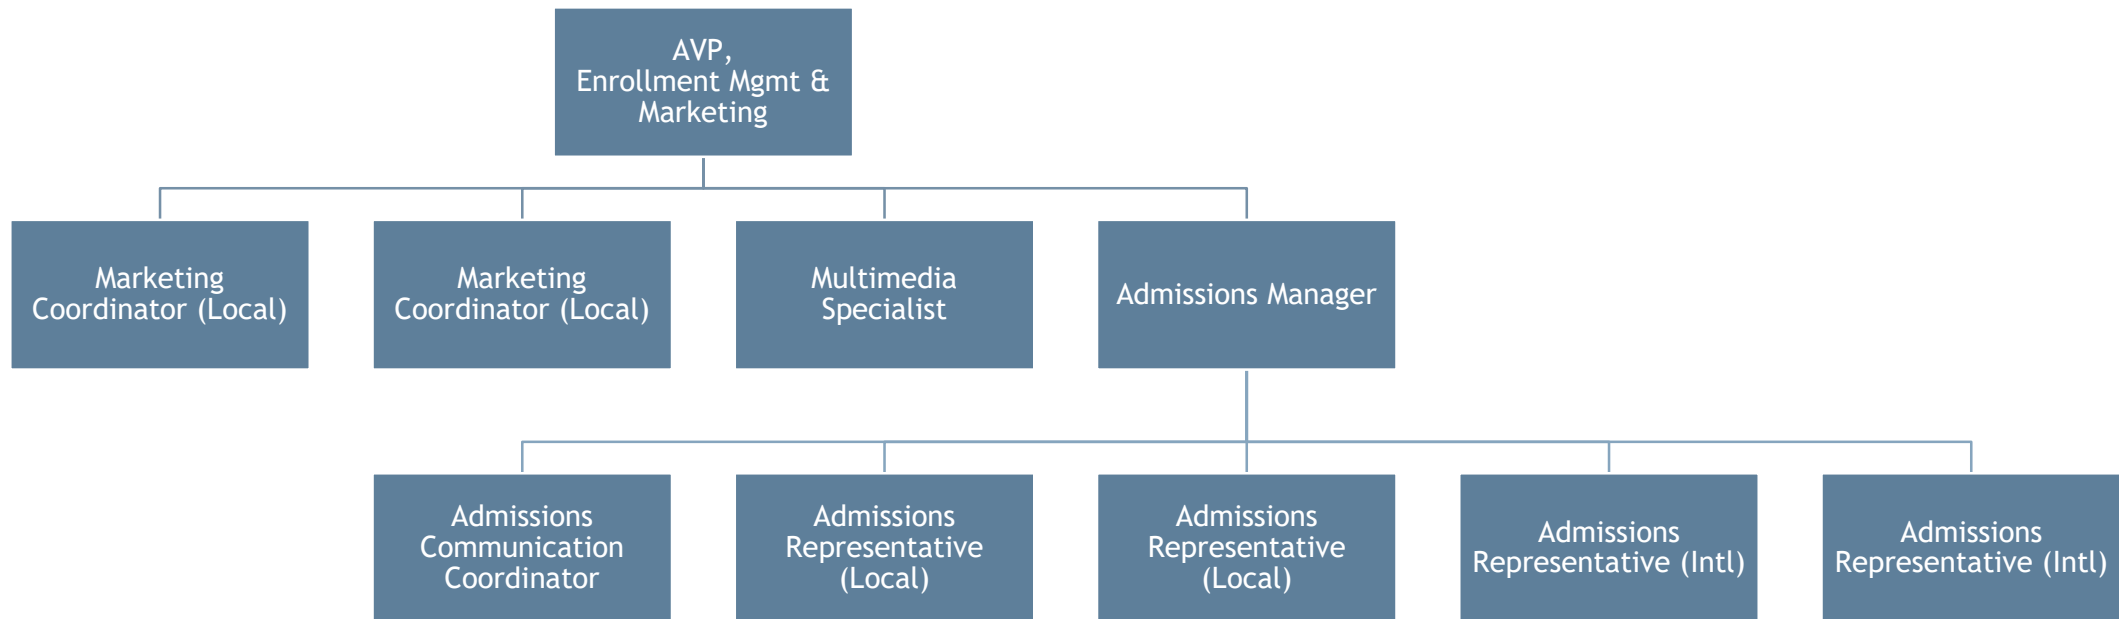 AVP,
Enrollment Mgmt &
Marketing
Marketing
Coordinator (Local)
Marketing
Coordinator (Local)
Multimedia
Specialist
Admissions Manager
Admissions
Communication
Coordinator
Admissions
Representative
(Local)
Admissions
Representative
(Local)
Admissions
Representative (Intl)
Admissions
Representative (Intl)